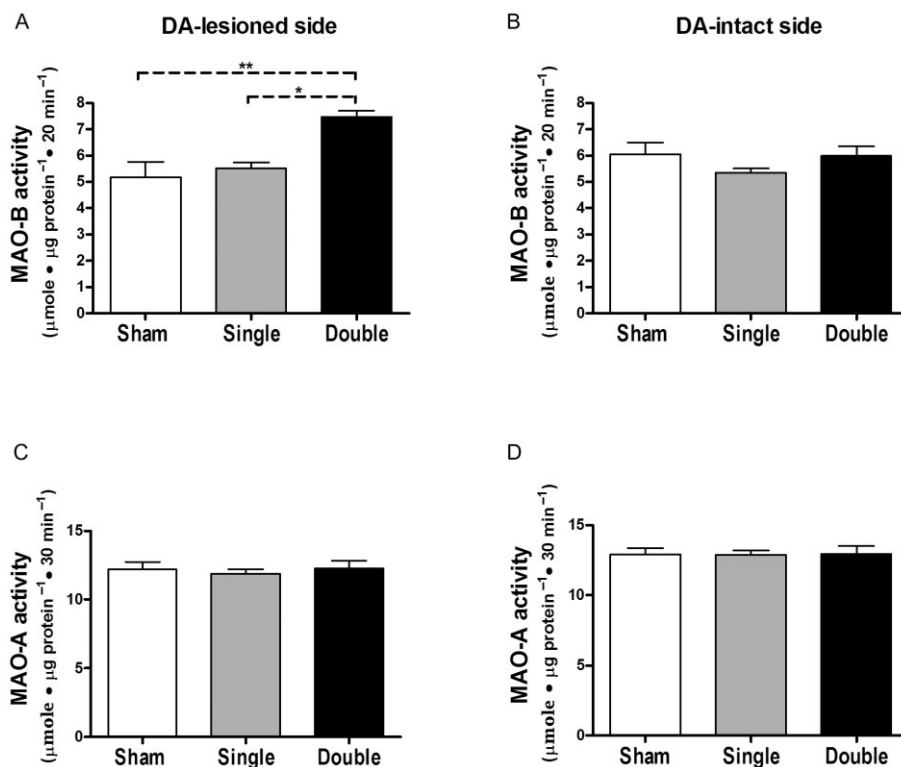 A
DA-lesioned side
**
*
MAO-B activity
(μmole • μg protein⁻¹ • 20 min⁻¹)
8
7
6
5
4
3
2
1
0
Sham Single Double
B
DA-intact side
MAO-B activity
(μmole •μg protein⁻¹ • 20 min⁻¹)
8
7
6
5
4
3
2
1
0
Sham Single Double
C
MAO-A activity
(μmole • μg protein⁻¹ • 30 min⁻¹)
15
10
5
0
Sham Single Double
D
MAO-A activity
(μmole • μg protein⁻¹ • 30 min⁻¹)
15
10
5
0
Sham Single Double